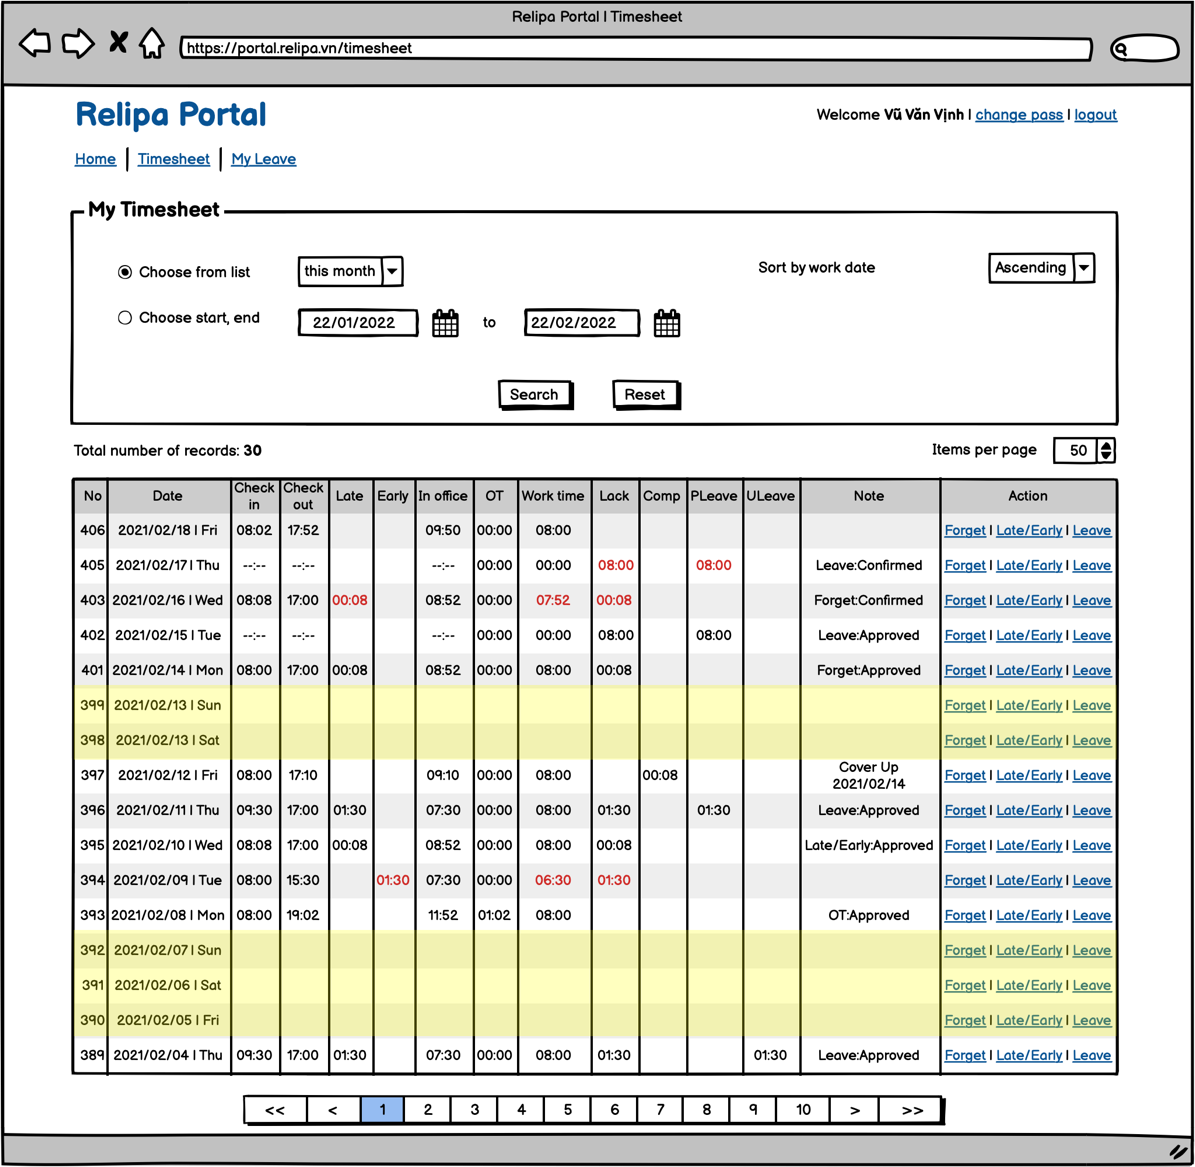 Relipa Portal | Timesheet
https://portal.relipa.vn/timesheet
Relipa Portal
Welcome Vũ Văn Vịnh | change pass | logout
Home | Timesheet | My Leave
My Timesheet
Choose from list this month Sort by work date Ascending
Choose start, end 22/01/2022 to 22/02/2022
Search Reset
Total number of records: 30 Items per page 50
No Date Check in Check out Late Early In office OT Work time Lack Comp PLeave ULeave Note Action
406 2021/02/18 | Fri 08:02 17:52 09:50 00:00 08:00 Forget | Late/Early | Leave
405 2021/02/17 | Thu --:-- --:-- --:-- 00:00 00:00 08:00 08:00 Leave:Confirmed Forget | Late/Early | Leave
403 2021/02/16 | Wed 08:08 17:00 00:08 08:52 00:00 07:52 00:08 Forget:Confirmed Forget | Late/Early | Leave
402 2021/02/15 | Tue --:-- --:-- --:-- 00:00 00:00 08:00 08:00 Leave:Approved Forget | Late/Early | Leave
401 2021/02/14 | Mon 08:00 17:00 00:08 08:52 00:00 08:00 00:08 Forget:Approved Forget | Late/Early | Leave
399 2021/02/13 | Sun Forget | Late/Early | Leave
398 2021/02/13 | Sat Forget | Late/Early | Leave
397 2021/02/12 | Fri 08:00 17:10 09:10 00:00 08:00 00:08 Cover Up 2021/02/14 Forget | Late/Early | Leave
396 2021/02/11 | Thu 09:30 17:00 01:30 07:30 00:00 08:00 01:30 01:30 Leave:Approved Forget | Late/Early | Leave
395 2021/02/10 | Wed 08:08 17:00 00:08 08:52 00:00 08:00 00:08 Late/Early:Approved Forget | Late/Early | Leave
394 2021/02/09 | Tue 08:00 15:30 01:30 07:30 00:00 06:30 01:30 Forget | Late/Early | Leave
393 2021/02/08 | Mon 08:00 19:02 11:52 01:02 08:00 OT:Approved Forget | Late/Early | Leave
392 2021/02/07 | Sun Forget | Late/Early | Leave
391 2021/02/06 | Sat Forget | Late/Early | Leave
390 2021/02/05 | Fri Forget | Late/Early | Leave
389 2021/02/04 | Thu 09:30 17:00 01:30 07:30 00:00 08:00 01:30 01:30 Leave:Approved Forget | Late/Early | Leave
<< < 1 2 3 4 5 6 7 8 9 10 > >>